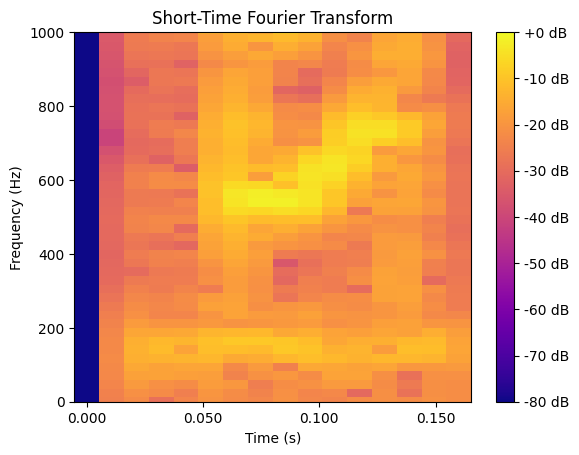 Short-Time Fourier Transform
Frequency (Hz)
1000
800
600
400
200
0
0.000
0.050
0.100
0.150
Time (s)
+0 dB
-10 dB
-20 dB
-30 dB
-40 dB
-50 dB
-60 dB
-70 dB
-80 dB